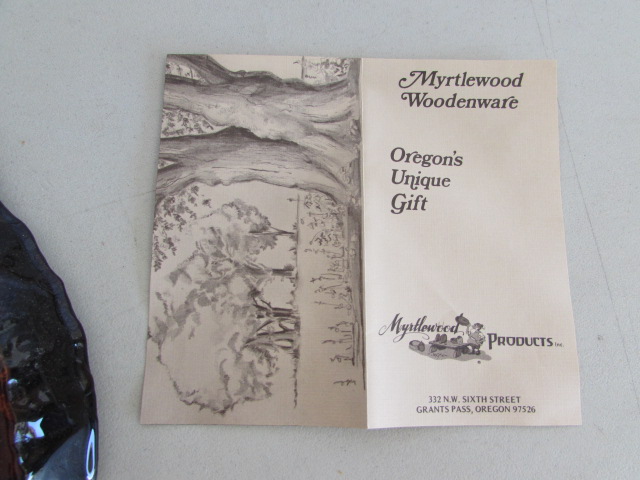 Myrtlewood
Woodenware
Oregon's
Unique
Gift
Myrtlewood PRODUCTS Inc.
332 N.W. SIXTH STREET
GRANTS PASS, OREGON 97526